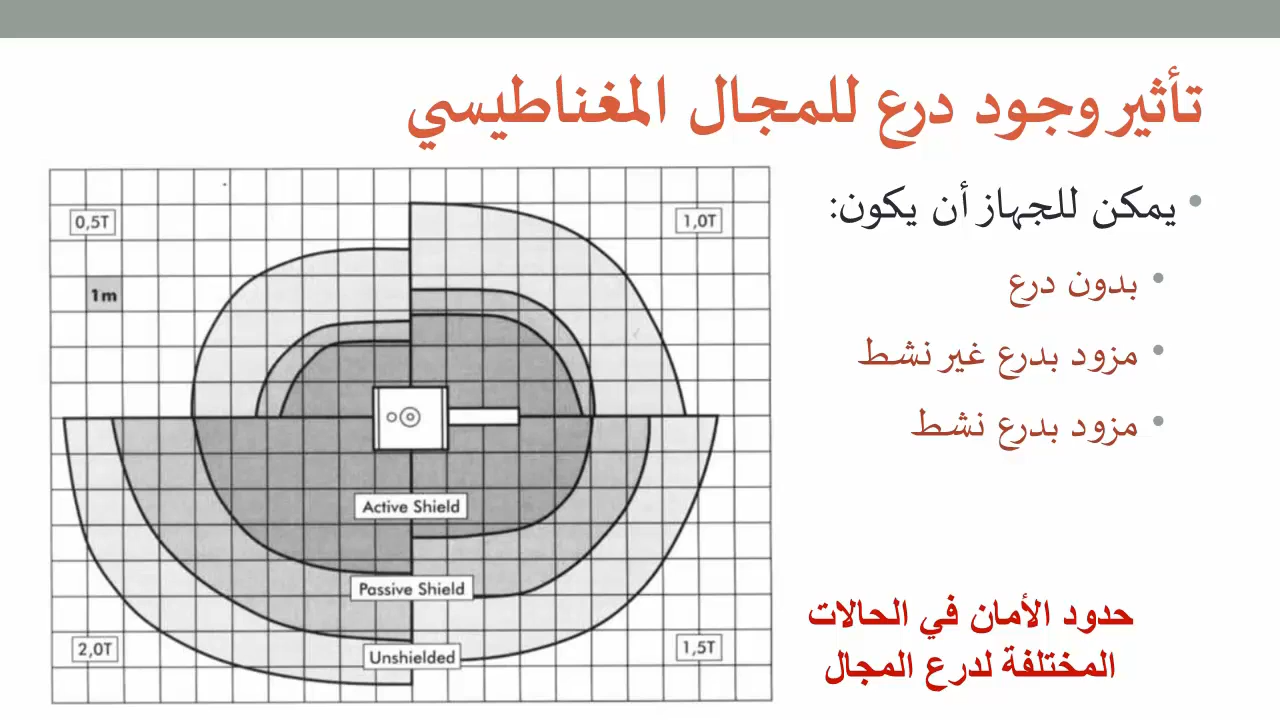 تأثير وجود درع للمجال المغناطيسي
• يمكن للجهاز أن يكون:
• بدون درع
• مزود بدرع غير نشط
• مزود بدرع نشط
0,5T
1,0T
1m
Active Shield
Passive Shield
Unshielded
2,0T
1,5T
حدود الأمان في الحالات
المختلفة لدرع المجال